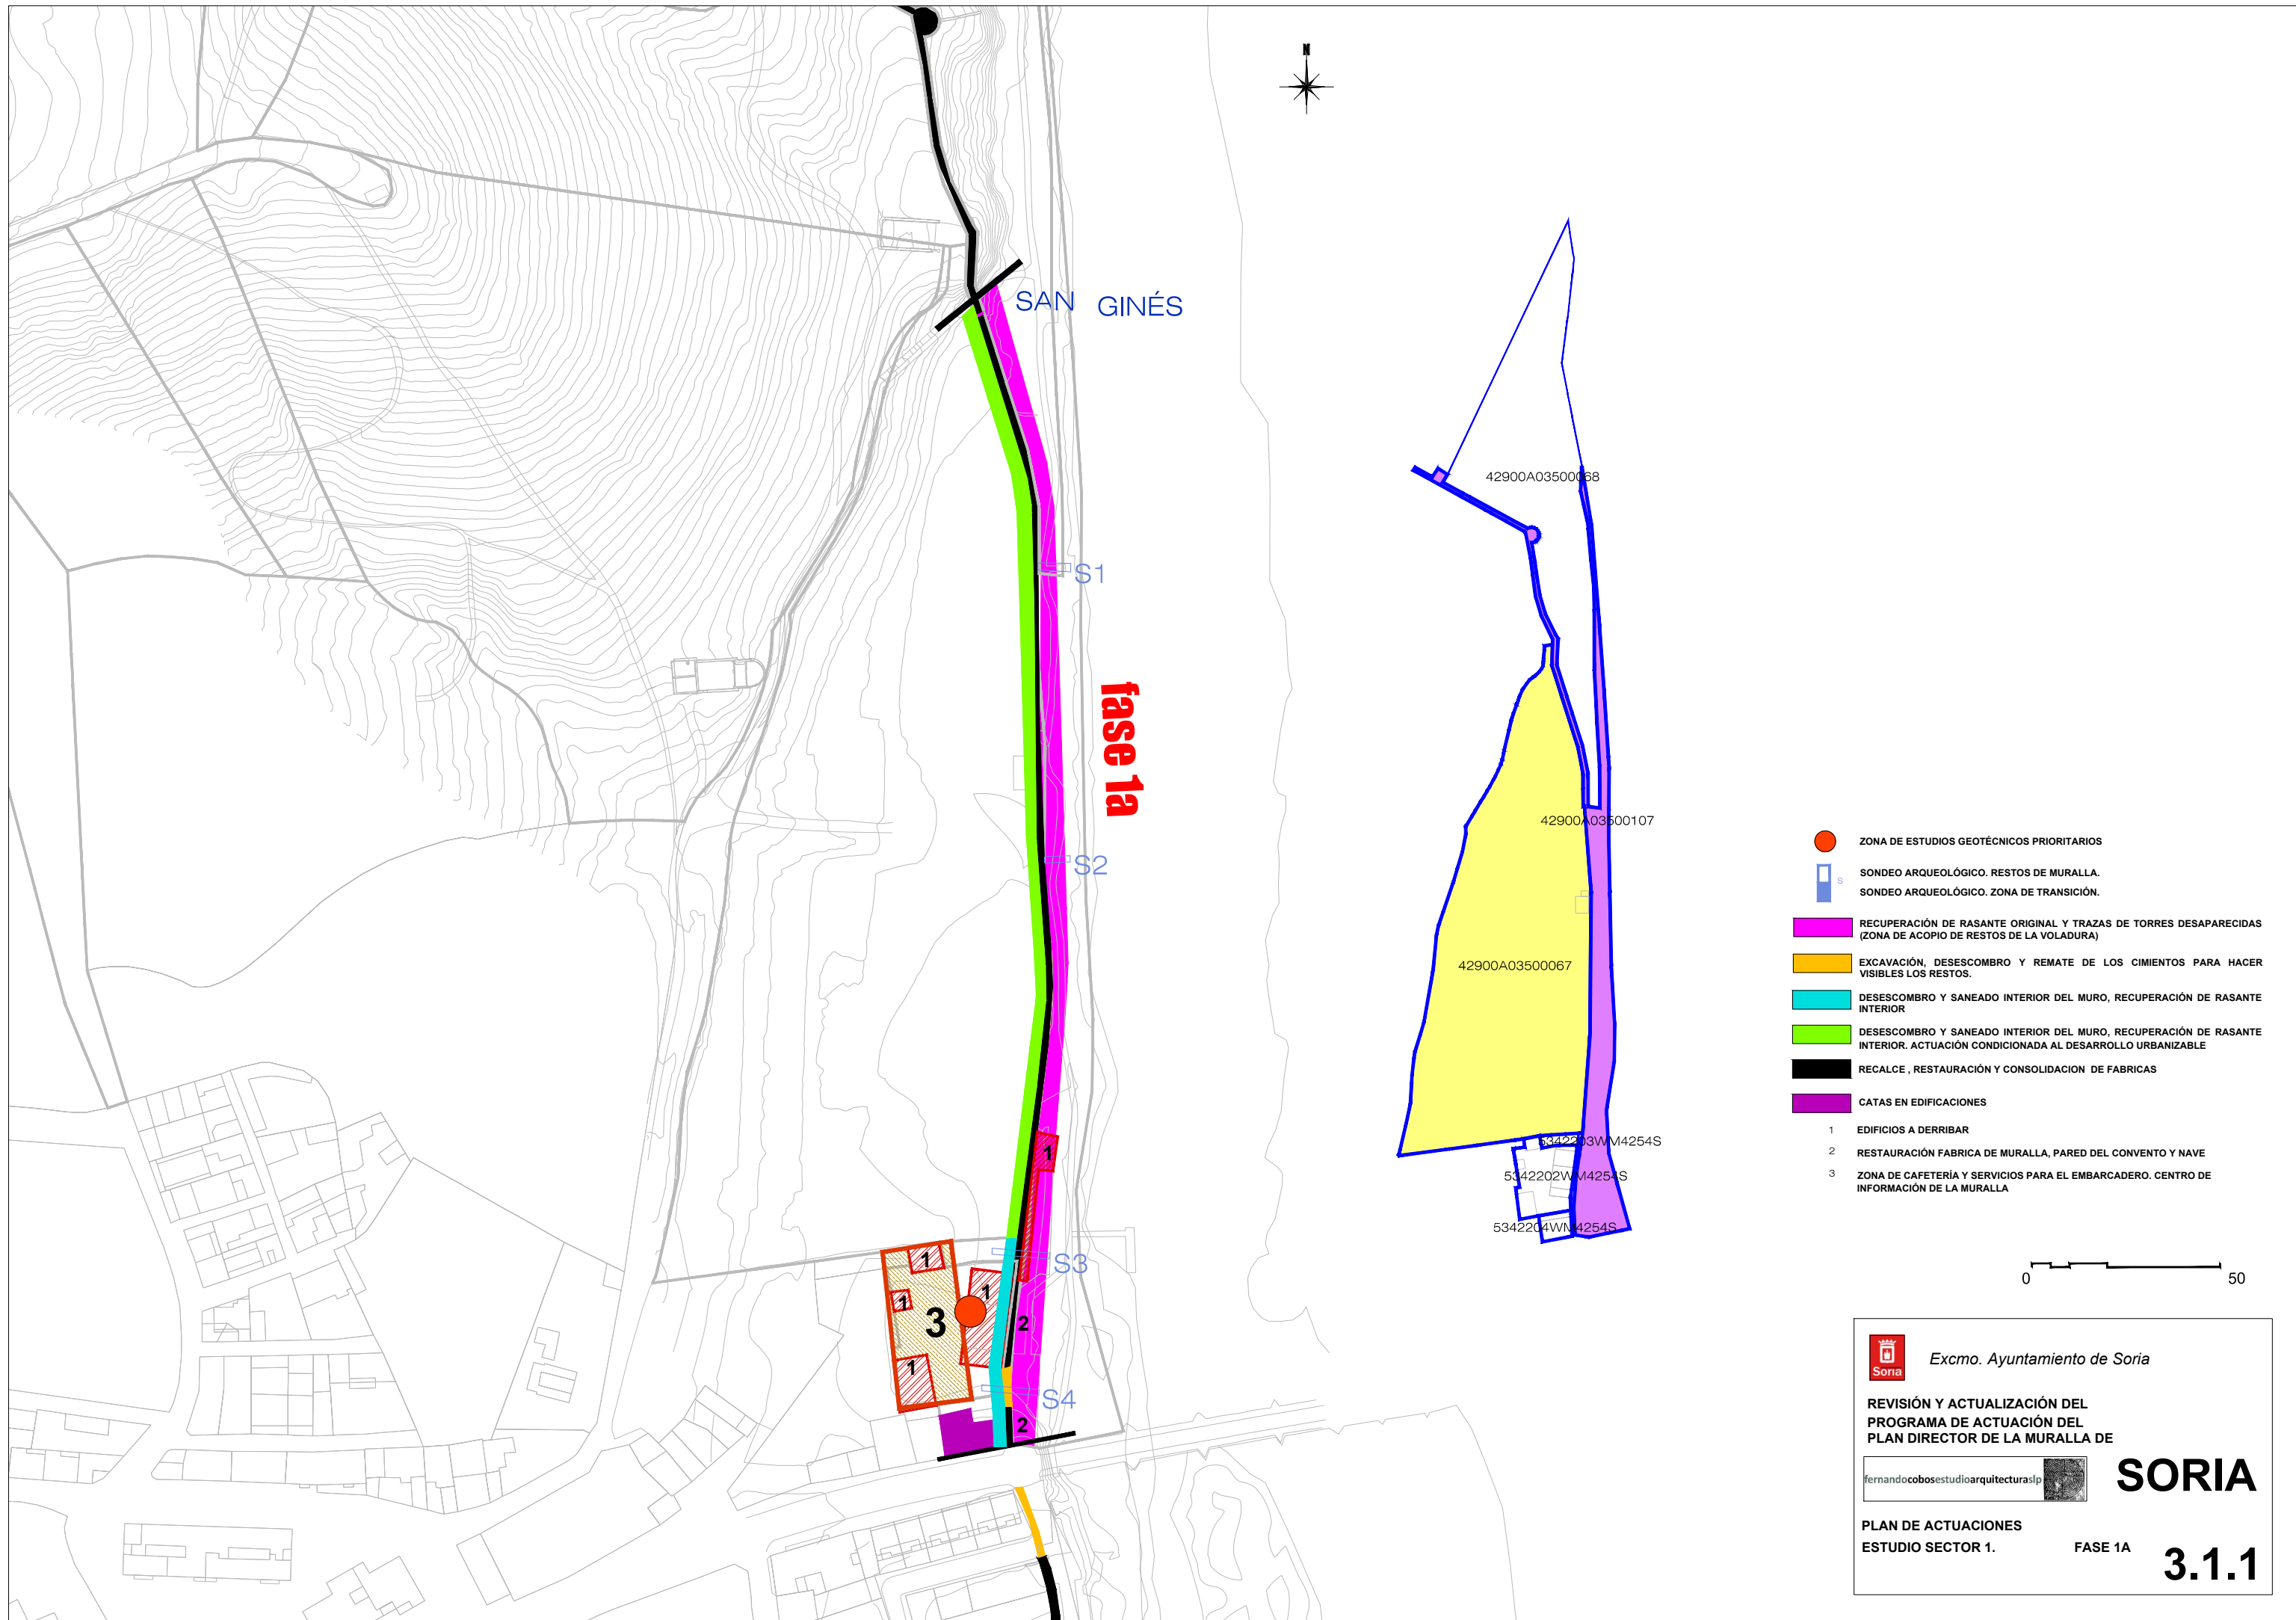 N
SAN GINÉS
S1
fase 1a
S2
1
S3
1
1
1
3
2
1
S4
2
42900A03500068
42900A03500107
42900A03500067
5342203WM4254S
5342202WM4254S
5342204WM4254S
ZONA DE ESTUDIOS GEOTÉCNICOS PRIORITARIOS
S
SONDEO ARQUEOLÓGICO. RESTOS DE MURALLA.
SONDEO ARQUEOLÓGICO. ZONA DE TRANSICIÓN.
RECUPERACIÓN DE RASANTE ORIGINAL Y TRAZAS DE TORRES DESAPARECIDAS
(ZONA DE ACOPIO DE RESTOS DE LA VOLADURA)
EXCAVACIÓN, DESESCOMBRO Y REMATE DE LOS CIMIENTOS PARA HACER
VISIBLES LOS RESTOS.
DESESCOMBRO Y SANEADO INTERIOR DEL MURO, RECUPERACIÓN DE RASANTE
INTERIOR
DESESCOMBRO Y SANEADO INTERIOR DEL MURO, RECUPERACIÓN DE RASANTE
INTERIOR. ACTUACIÓN CONDICIONADA AL DESARROLLO URBANIZABLE
RECALCE , RESTAURACIÓN Y CONSOLIDACION DE FABRICAS
CATAS EN EDIFICACIONES
1 EDIFICIOS A DERRIBAR
2 RESTAURACIÓN FABRICA DE MURALLA, PARED DEL CONVENTO Y NAVE
3 ZONA DE CAFETERÍA Y SERVICIOS PARA EL EMBARCADERO. CENTRO DE
INFORMACIÓN DE LA MURALLA
0 50
Soria
Excmo. Ayuntamiento de Soria
REVISIÓN Y ACTUALIZACIÓN DEL
PROGRAMA DE ACTUACIÓN DEL
PLAN DIRECTOR DE LA MURALLA DE
SORIA
fernandocobosestudioarquitecturaslp
PLAN DE ACTUACIONES
ESTUDIO SECTOR 1. FASE 1A
3.1.1